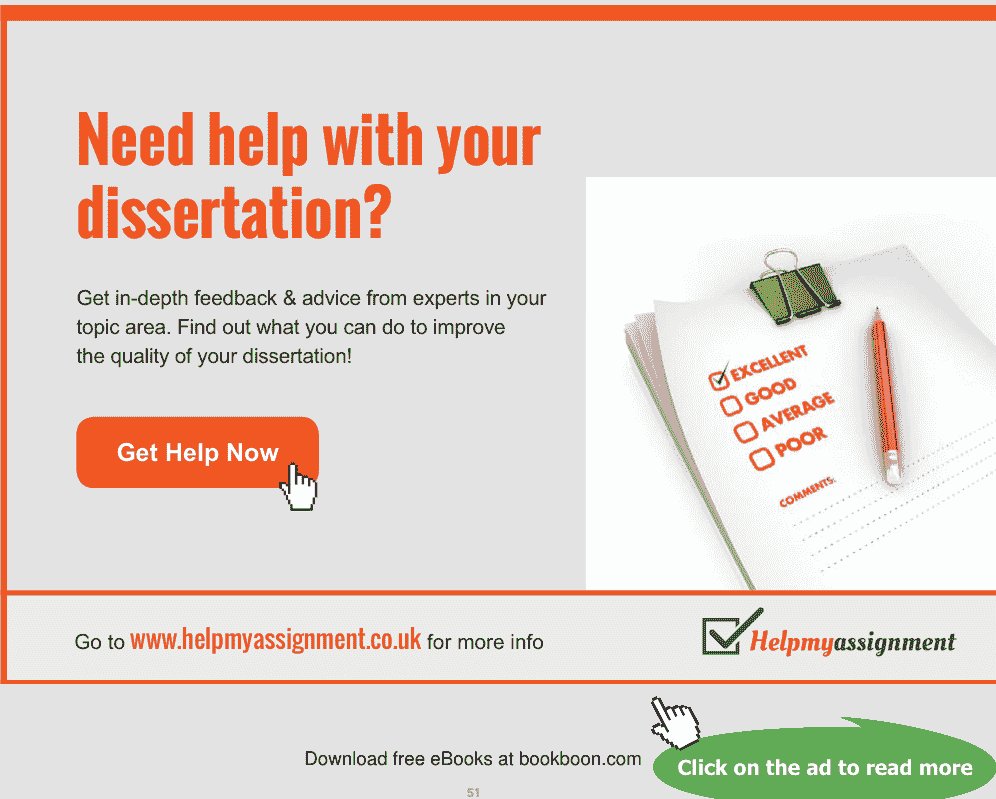 Need help with your
dissertation?
Get in-depth feedback & advice from experts in your
topic area. Find out what you can do to improve
the quality of your dissertation!
Get Help Now
EXCELLENT
GOOD
AVERAGE
POOR
COMMENTS:
Go to www.helpmyassignment.co.uk for more info
Helpmyassignment
Download free eBooks at bookboon.com
Click on the ad to read more
51